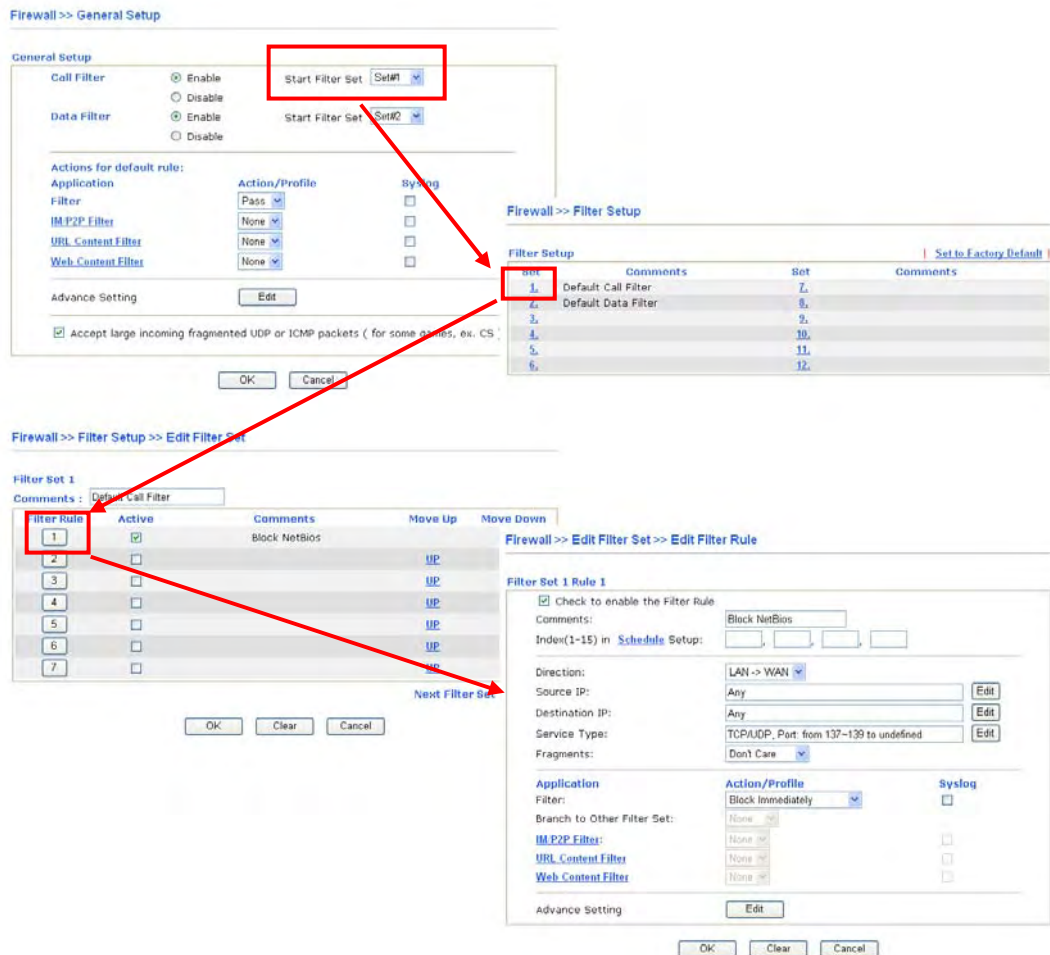 Firewall >> General Setup
General Setup
Call Filter Enable Start Filter Set Set#1
Disable
Data Filter Enable Start Filter Set Set#2
Disable
Actions for default rule:
Application Action/Profile Syslog
Filter Pass
IM/P2P Filter None
URL Content Filter None
Web Content Filter None
Advance Setting Edit
Accept large incoming fragmented UDP or ICMP packets ( for some games, ex. CS )
OK Cancel
Firewall >> Filter Setup
Filter Setup | Set to Factory Default |
Set Comments Set Comments
1. Default Call Filter 7.
2. Default Data Filter 8.
3. 9.
4. 10.
5. 11.
6. 12.
Firewall >> Filter Setup >> Edit Filter Set
Filter Set 1
Comments : Default Call Filter
Filter Rule Active Comments Move Up Move Down
1 Block NetBios
2 UP
3 UP
4 UP
5 UP
6 UP
7 UP
Next Filter Set
OK Clear Cancel
Firewall >> Edit Filter Set >> Edit Filter Rule
Filter Set 1 Rule 1
Check to enable the Filter Rule
Comments: Block NetBios
Index(1-15) in Schedule Setup: , , ,
Direction: LAN -> WAN
Source IP: Any Edit
Destination IP: Any Edit
Service Type: TCP/UDP, Port: from 137~139 to undefined Edit
Fragments: Don't Care
Application Action/Profile Syslog
Filter: Block Immediately
Branch to Other Filter Set: None
IM/P2P Filter: None
URL Content Filter None
Web Content Filter None
Advance Setting Edit
OK Clear Cancel